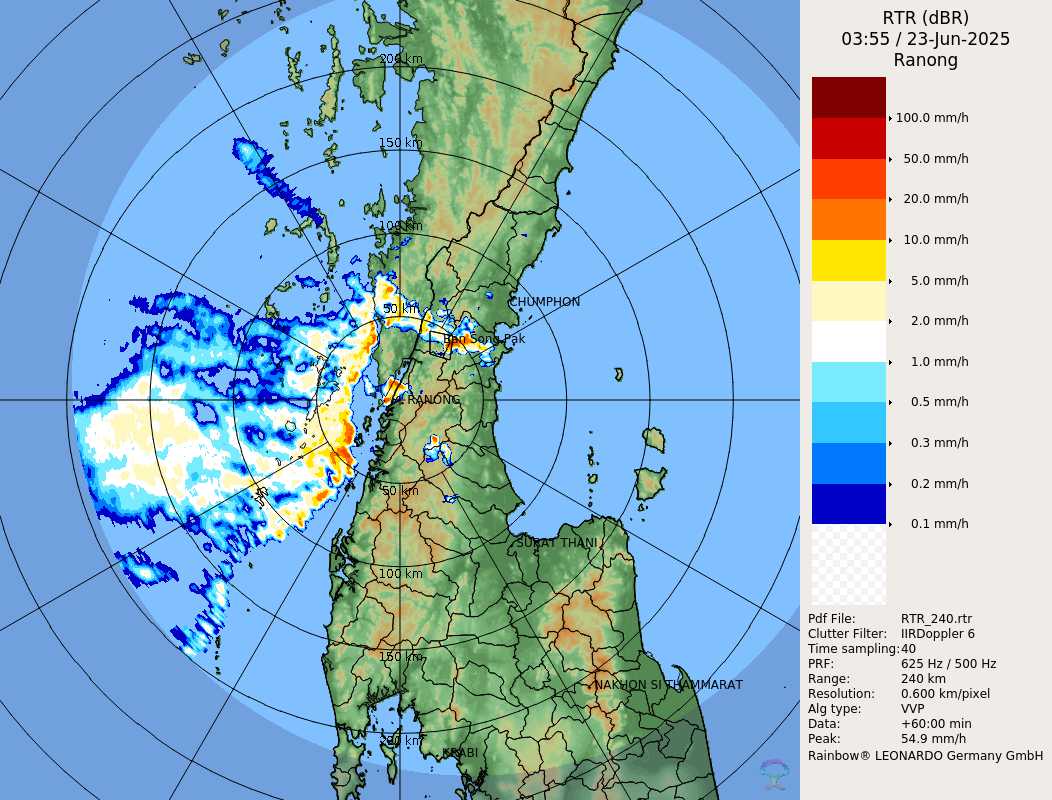 RTR (dBR)
03:55 / 23-Jun-2025
Ranong
100.0 mm/h
50.0 mm/h
20.0 mm/h
10.0 mm/h
5.0 mm/h
2.0 mm/h
1.0 mm/h
0.5 mm/h
0.3 mm/h
0.2 mm/h
0.1 mm/h
Pdf File: RTR_240.rtr
Clutter Filter: IIRDoppler 6
Time sampling:40
PRF: 625 Hz / 500 Hz
Range: 240 km
Resolution: 0.600 km/pixel
Alg type: VVP
Data: +60:00 min
Peak: 54.9 mm/h
Rainbow® LEONARDO Germany GmbH
200 km
150 km
100 km
CHUMPHON
50 km
Ban Song Pak
RANONG
50 km
SURAT THANI
100 km
150 km
NAKHON SI THAMMARAT
200 km
KRABI